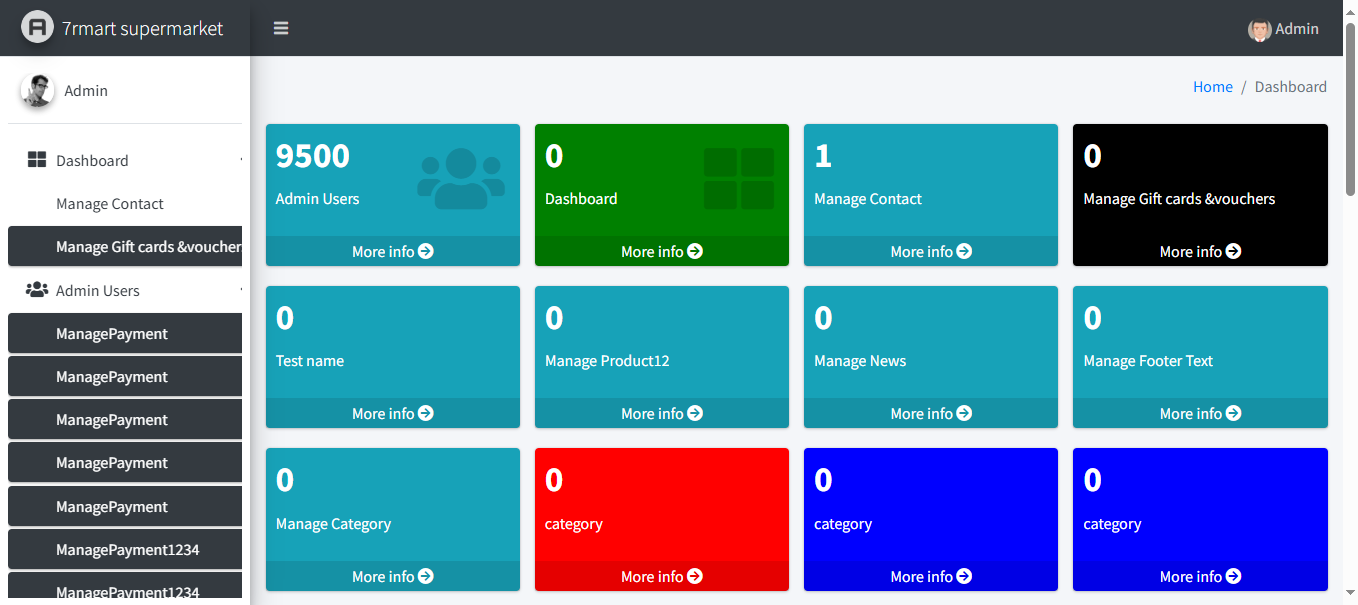 7rmart supermarket
Admin
Admin
Home / Dashboard
Dashboard
Manage Contact
Manage Gift cards &voucher
Admin Users
ManagePayment
ManagePayment
ManagePayment
ManagePayment
ManagePayment
ManagePayment1234
ManagePayment1234
9500
Admin Users
More info
0
Dashboard
More info
1
Manage Contact
More info
0
Manage Gift cards &vouchers
More info
0
Test name
More info
0
Manage Product12
More info
0
Manage News
More info
0
Manage Footer Text
More info
0
Manage Category
More info
0
category
More info
0
category
More info
0
category
More info